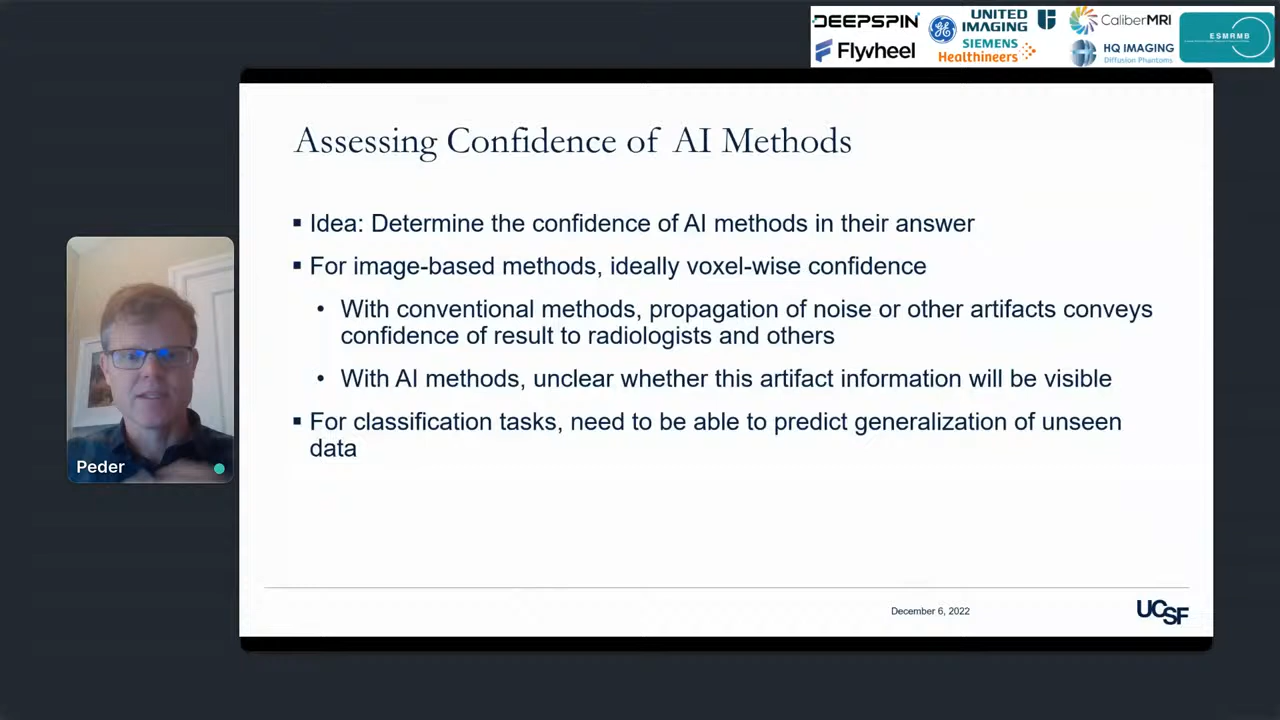 DEEPSPIN
Flywheel
UNITED
IMAGING
SIEMENS
Healthineers
CaliberMRI
HQ IMAGING
Diffusion Phantoms
ESMRMB
Assessing Confidence of AI Methods
▪ Idea: Determine the confidence of AI methods in their answer
▪ For image-based methods, ideally voxel-wise confidence
• With conventional methods, propagation of noise or other artifacts conveys
confidence of result to radiologists and others
• With AI methods, unclear whether this artifact information will be visible
▪ For classification tasks, need to be able to predict generalization of unseen
data
Peder
December 6, 2022
UCSF